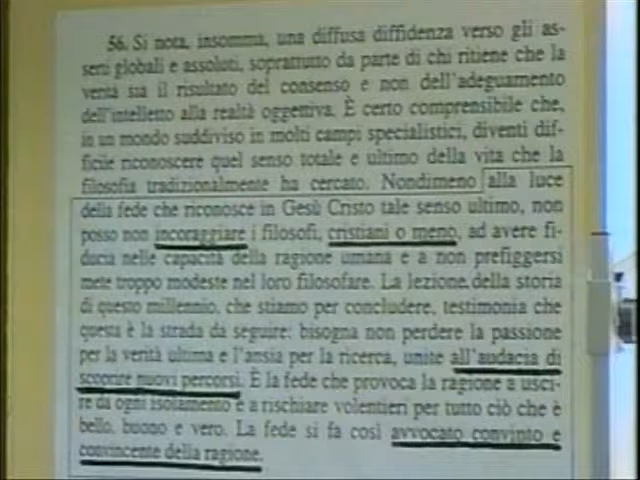 56. Si nota, insomma, una diffusa diffidenza verso gli as-
serti globali e assoluti, soprattutto da parte di chi ritiene che la
verità sia il risultato del consenso e non dell'adeguamento
dell'intelletto alla realtà oggettiva. È certo comprensibile che,
in un mondo suddiviso in molti campi specialistici, diventi dif-
ficile riconoscere quel senso totale e ultimo della vita che la
filosofia tradizionalmente ha cercato. Nondimeno alla luce
della fede che riconosce in Gesù Cristo tale senso ultimo, non
posso non incoraggiare i filosofi, cristiani o meno, ad avere fi-
ducia nelle capacità della ragione umana e a non prefiggersi
mete troppo modeste nel loro filosofare. La lezione della storia
di questo millennio, che stiamo per concludere, testimonia che
questa è la strada da seguire: bisogna non perdere la passione
per la verità ultima e l'ansia per la ricerca, unite all'audacia di
scoprire nuovi percorsi. È la fede che provoca la ragione a usci-
re da ogni isolamento e a rischiare volentieri per tutto ciò che è
bello, buono e vero. La fede si fa così avvocato convinto e
convincente della ragione.